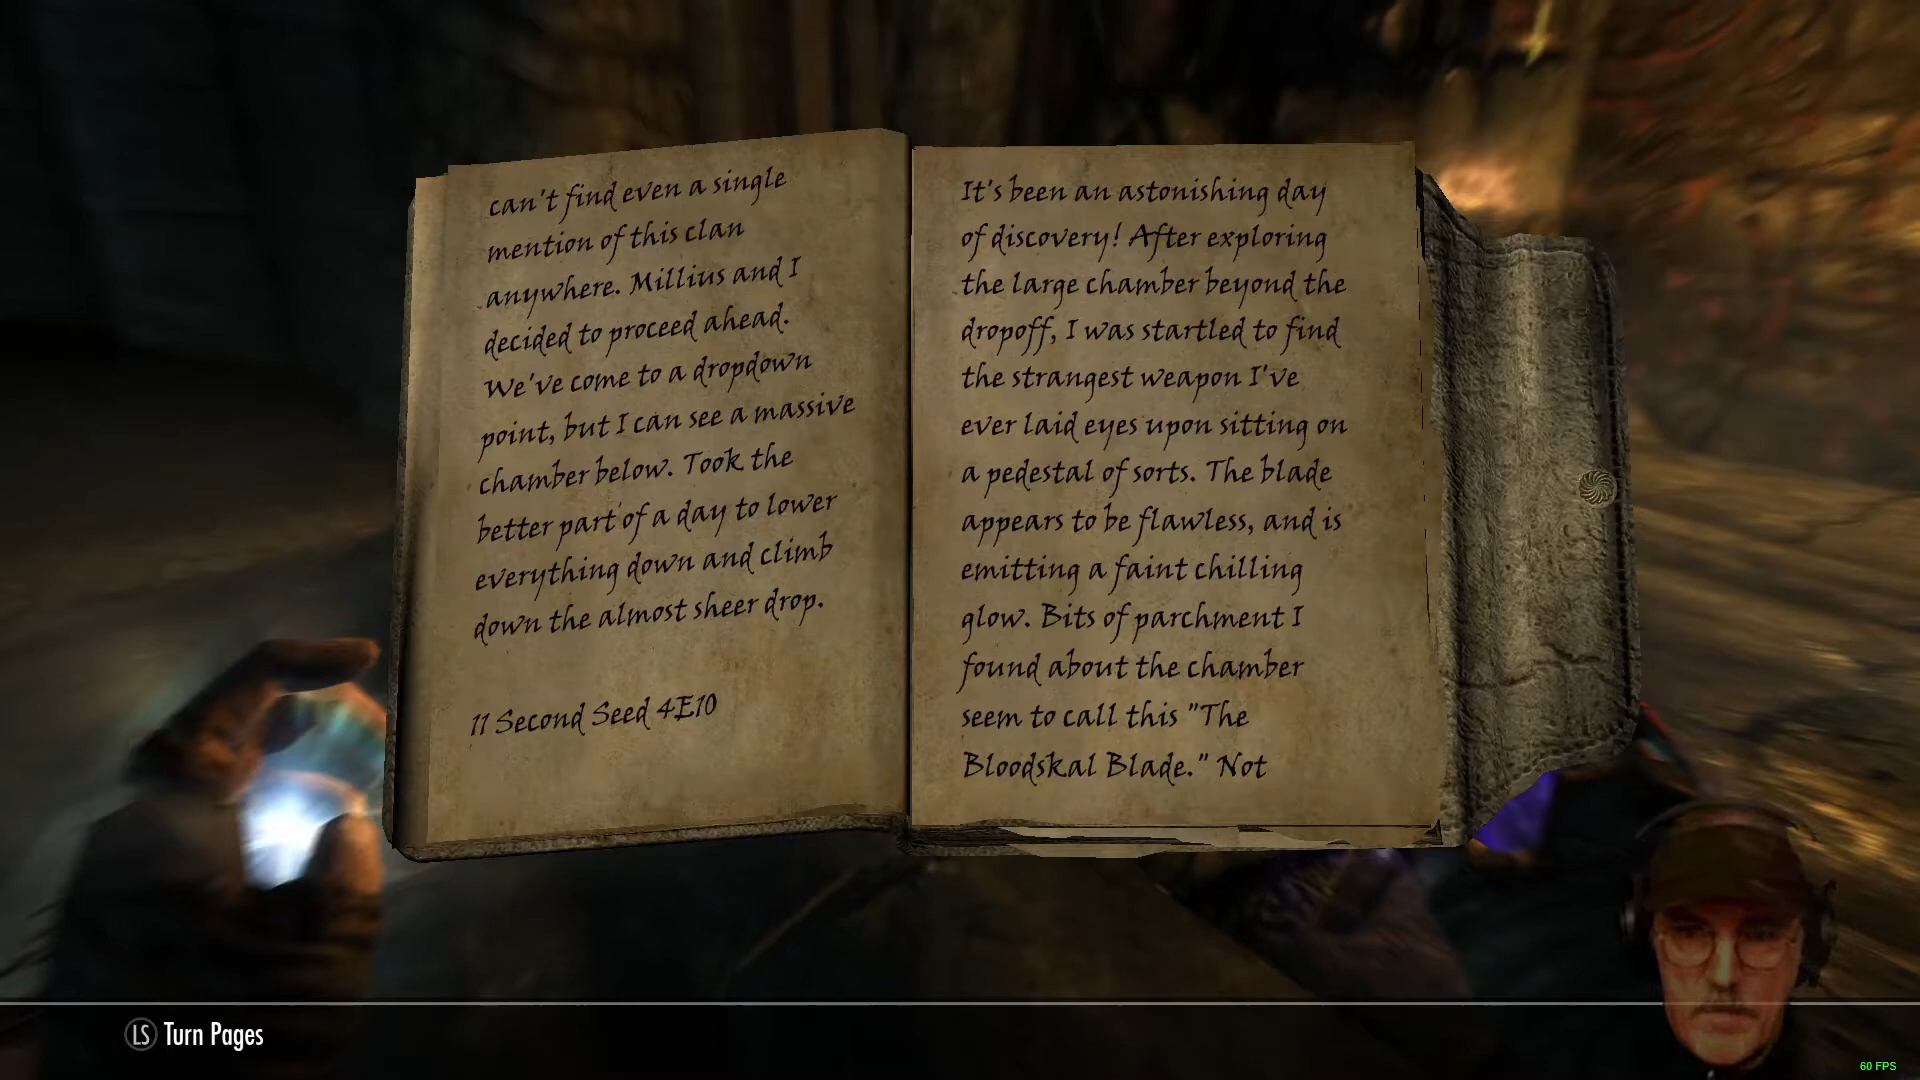 can't find even a single
mention of this clan
anywhere. Millius and I
decided to proceed ahead.
We've come to a dropdown
point, but I can see a massive
chamber below. Took the
better part of a day to lower
everything down and climb
down the almost sheer drop.
11 Second Seed 4E10
It's been an astonishing day
of discovery! After exploring
the large chamber beyond the
dropoff, I was startled to find
the strangest weapon I've
ever laid eyes upon sitting on
a pedestal of sorts. The blade
appears to be flawless, and is
emitting a faint chilling
glow. Bits of parchment I
found about the chamber
seem to call this "The
Bloodskal Blade." Not
LS Turn Pages
60 FPS